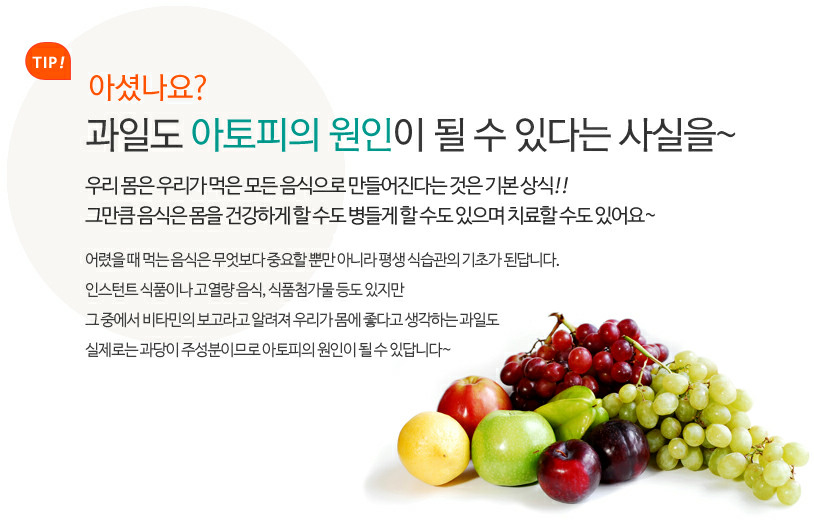 TIP!
아셨나요?
과일도 아토피의 원인이 될 수 있다는 사실을~
우리 몸은 우리가 먹은 모든 음식으로 만들어진다는 것은 기본 상식!!
그만큼 음식은 몸을 건강하게 할 수도 병들게 할 수도 있으며 치료할 수도 있어요~
어렸을 때 먹는 음식은 무엇보다 중요할 뿐만 아니라 평생 식습관의 기초가 된답니다.
인스턴트 식품이나 고열량 음식, 식품첨가물 등도 있지만
그 중에서 비타민의 보고라고 알려져 우리가 몸에 좋다고 생각하는 과일도
실제로는 과당이 주성분이므로 아토피의 원인이 될 수 있답니다~